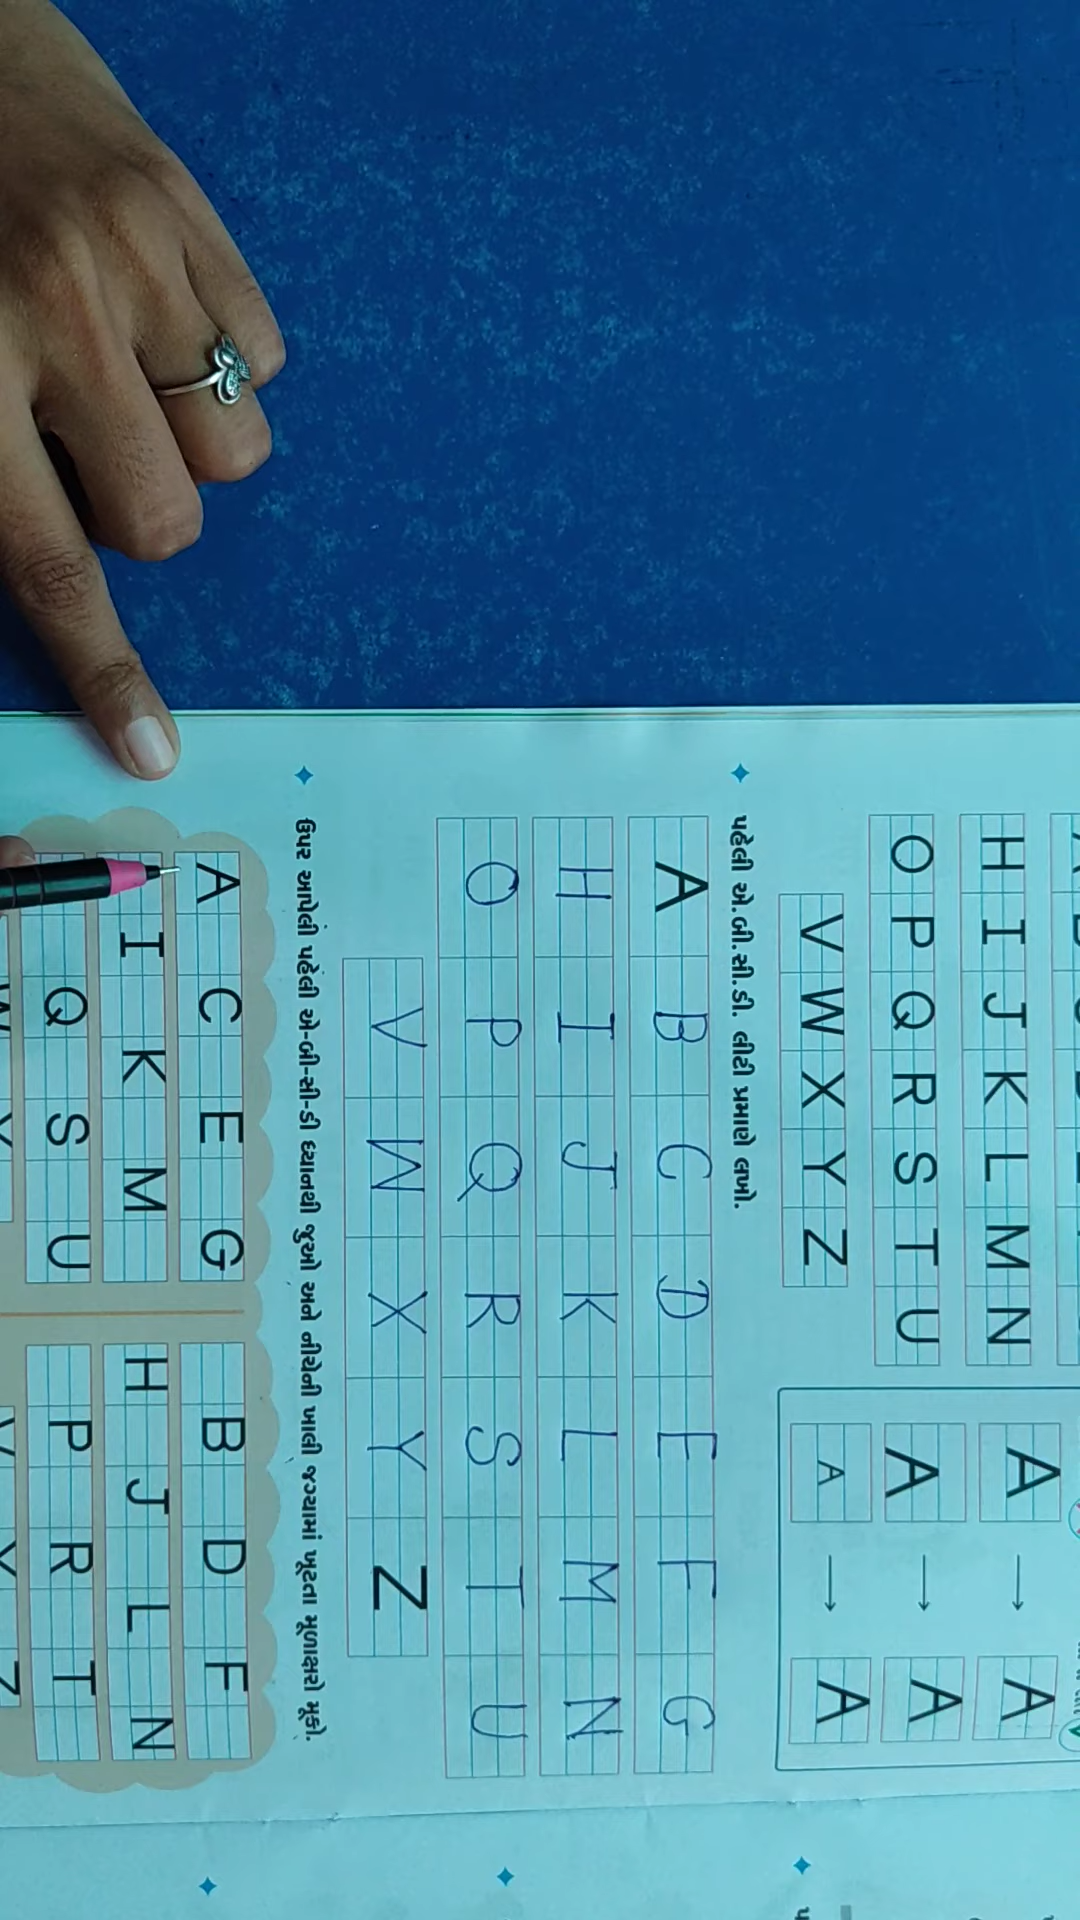 H I J K L M N
O P Q R S T U
V W X Y Z
A → A
A → A
A → A
પહેલી એ.બી.સી.ડી. લીટી પ્રમાણે લખો.
A B C D E F G
H I J K L M N
O P Q R S T U
V W X Y Z
ઉપર આપેલી પહેલી એ-બી-સી-ડી ધ્યાનથી જુઓ અને નીચેની ખાલી જગ્યામાં ખૂટતા મૂળાક્ષરો મૂકો.
A C E G
I K M
Q S U
B D F
H J L N
P R T